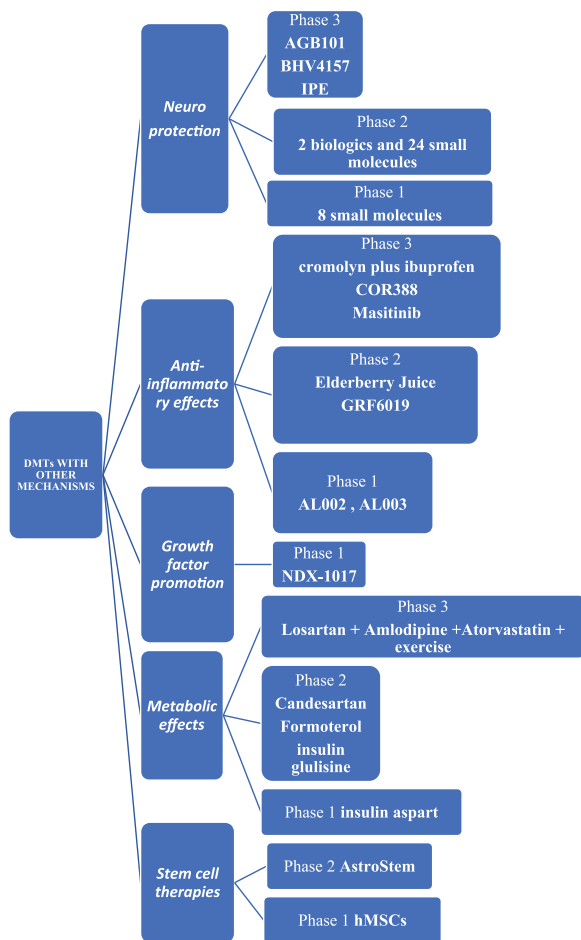 DMTs WITH
OTHER
MECHANISMS
Neuro
protection
Phase 3
AGB101
BHV4157
IPE
Phase 2
2 biologics and 24 small
molecules
Phase 1
8 small molecules
Anti-
inflammato
ry effects
Phase 3
cromolyn plus ibuprofen
COR388
Masitinib
Phase 2
Elderberry Juice
GRF6019
Phase 1
AL002 , AL003
Growth
factor
promotion
Phase 1
NDX-1017
Metabolic
effects
Phase 3
Losartan + Amlodipine +Atorvastatin +
exercise
Phase 2
Candesartan
Formoterol
insulin
glulisine
Phase 1 insulin aspart
Stem cell
therapies
Phase 2 AstroStem
Phase 1 hMSCs